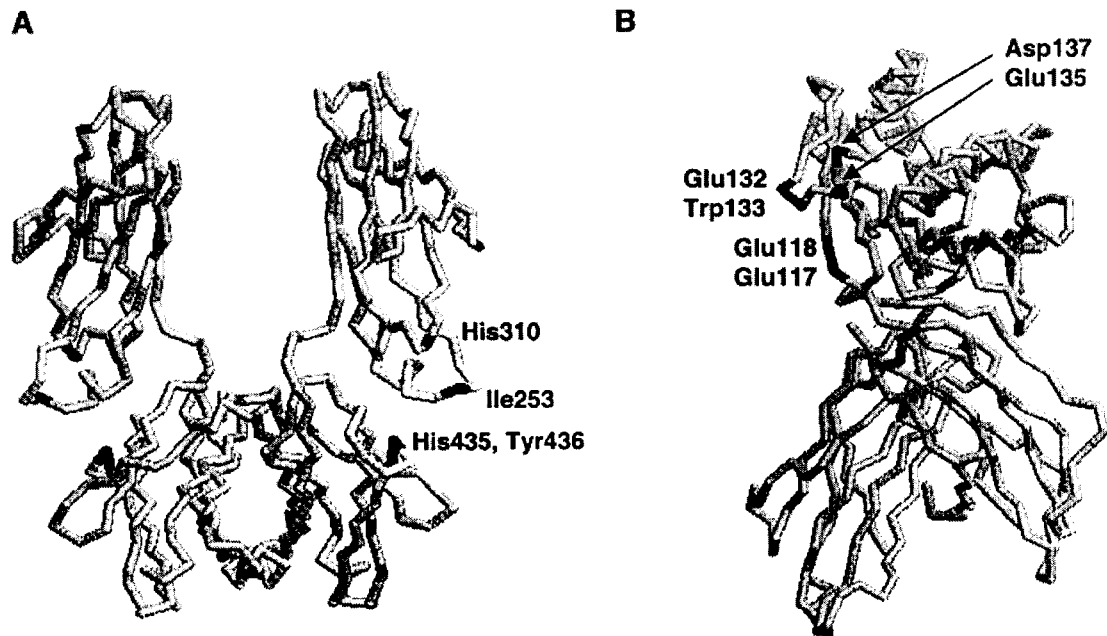 A
B
Asp137
Glu135
Glu132
Trp133
Glu118
Glu117
His310
Ile253
His435, Tyr436